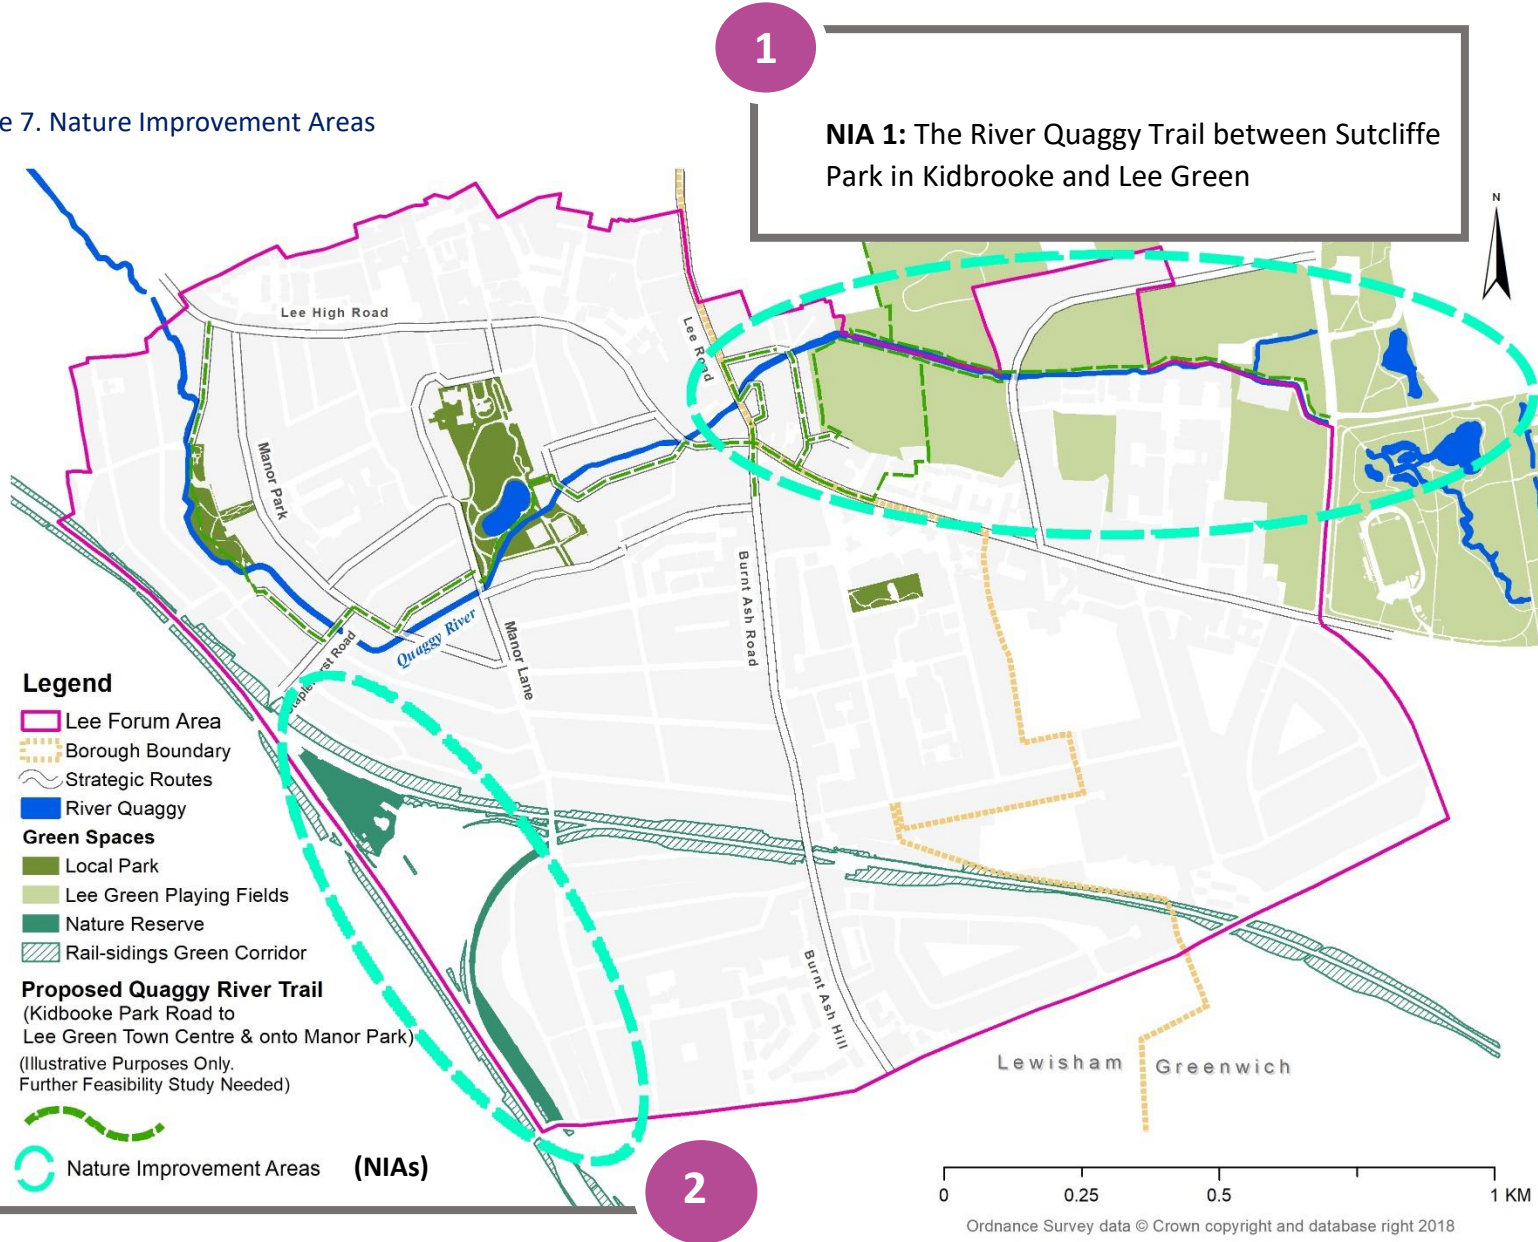 1
NIA 1: The River Quaggy Trail between Sutcliffe
Park in Kidbrooke and Lee Green
e 7. Nature Improvement Areas
N
Lee High Road
Lee Road
Manor Park
Burnt Ash Road
Quaggy River
Manor Lane
Road
Burnt Ash Hill
Lewisham
Greenwich
Legend
Lee Forum Area
Borough Boundary
Strategic Routes
River Quaggy
Green Spaces
Local Park
Lee Green Playing Fields
Nature Reserve
Rail-sidings Green Corridor
Proposed Quaggy River Trail
(Kidbooke Park Road to
Lee Green Town Centre & onto Manor Park)
(Illustrative Purposes Only.
Further Feasibility Study Needed)
Nature Improvement Areas (NIAs)
2
0 0.25 0.5 1 KM
Ordnance Survey data © Crown copyright and database right 2018